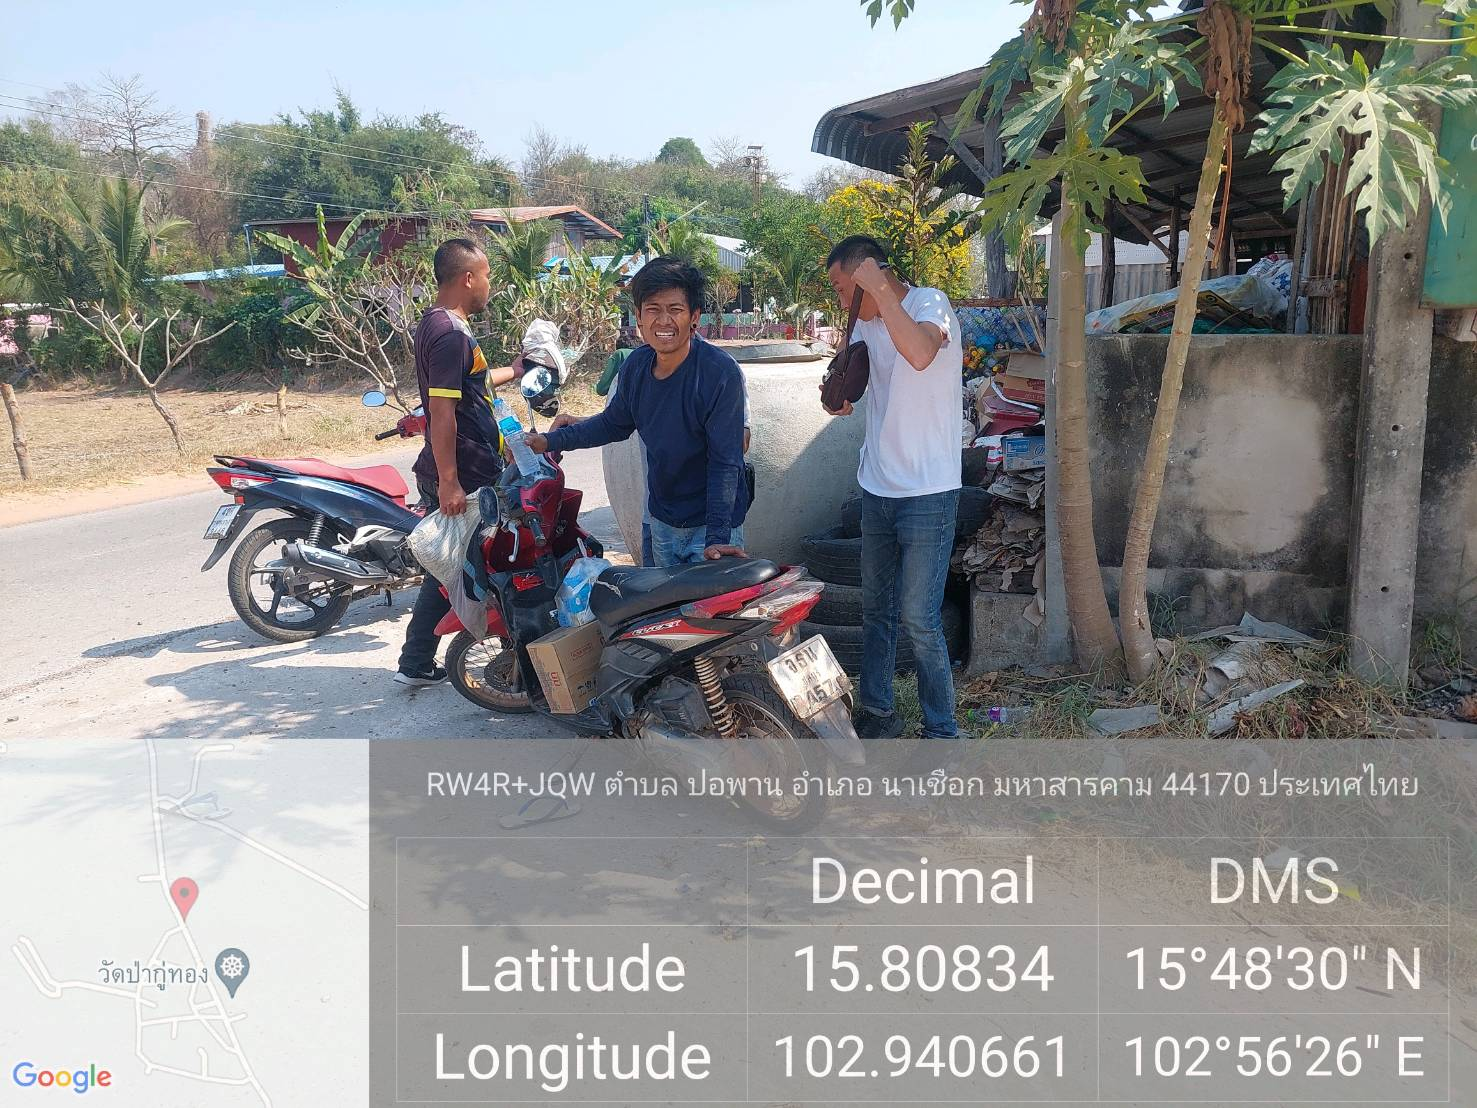 RW4R+JQW ตำบล ปอพาน อำเภอ นาเชือก มหาสารคาม 44170 ประเทศไทย
Decimal DMS
Latitude 15.80834 15°48'30" N
Longitude 102.940661 102°56'26" E
วัดป่ากู่ทอง
Google